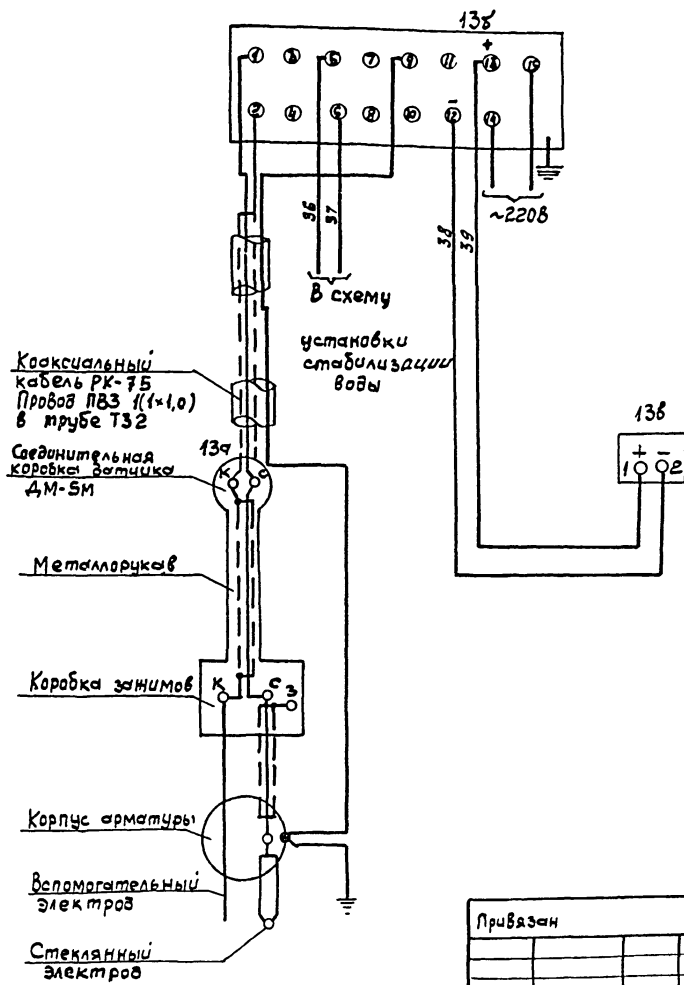 13б
+
1 3 5 7 9 11 13 15
−
2 4 6 8 10 12 14
36
37
38
39
~220В
В схему
установки
стабилизации
воды
Коаксиальный
кабель РК-75
Провод ПВ3 1(1×1,0)
в трубе Т32
13а
Соединительная
коробка датчика
ДМ-5М
К С
13в
+ −
1 2
Металлорукав
Коробка зажимов
К С З
Корпус арматуры
Вспомогательный
электрод
Стеклянный
электрод
Привязан